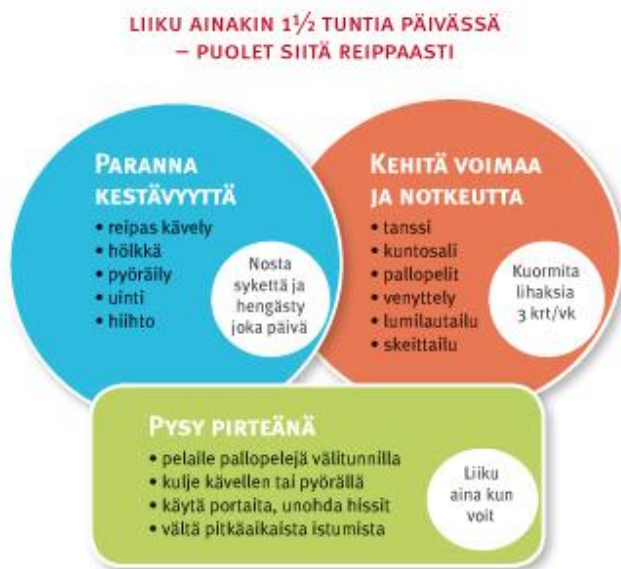 LIIKU AINAKIN 1½ TUNTIA PÄIVÄSSÄ
– PUOLET SIITÄ REIPPAASTI
PARANNA
KESTÄVYYTTÄ
• reipas kävely
• hölkkä
• pyöräily
• uinti
• hiihto
Nosta
sykettä ja
hengästy
joka päivä
KEHITÄ VOIMAA
JA NOTKEUTTA
• tanssi
• kuntosali
• pallopelit
• venyttely
• lumilautailu
• skeittailu
Kuormita
lihaksia
3 krt/vk
PYSY PIRTEÄNÄ
• pelaile pallopelejä välitunnilla
• kulje kävellen tai pyörällä
• käytä portaita, unohda hissit
• vältä pitkäaikaista istumista
Liiku
aina kun
voit